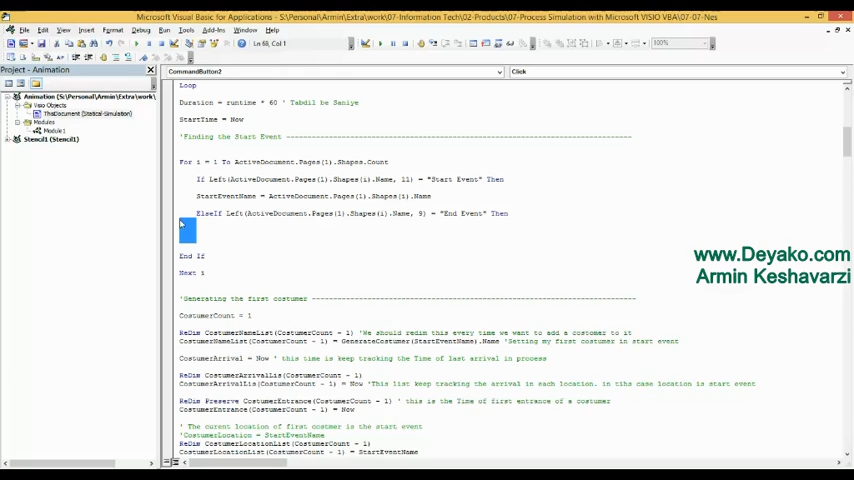 Microsoft Visual Basic for Applications - S:\Personal\Armin\Extra\work\07-Information Tech\02-Products\07-Process Simulation with Microsoft VISIO VBA\07-Nes
File Edit View Insert Format Debug Run Tools Add-Ins Window Help
Ln 68, Col 1
100%
Project - Animation
Animation (S:\Personal\Armin\Extra\work\
Visio Objects
ThisDocument (Statical-Simulation)
Modules
Module1
Stencil1 (Stencil1)
CommandButton2
Click
Loop
Duration = runtime * 60 ' Tabdil be Saniye
StartTime = Now
'Finding the Start Event
For i = 1 To ActiveDocument.Pages(1).Shapes.Count
If Left(ActiveDocument.Pages(1).Shapes(i).Name, 11) = "Start Event" Then
StartEventName = ActiveDocument.Pages(1).Shapes(i).Name
ElseIf Left(ActiveDocument.Pages(1).Shapes(i).Name, 9) = "End Event" Then
End If
Next i
'Generating the first costumer
CostumerCount = 1
ReDim CostumerNameList(CostumerCount - 1) 'We should redim this every time we want to add a costomer to it
CostumerNameList(CostumerCount - 1) = GenerateCostumer(StartEventName).Name 'Setting my first costumer in start event
CostumerArrival = Now ' this time is keep tracking the Time of last arrival in process
ReDim CostumerArrivalLis(CostumerCount - 1)
CostumerArrivalLis(CostumerCount - 1) = Now 'This list keep tracking the arrival in each location. in tihs case location is start event
ReDim Preserve CostumerEntrance(CostumerCount - 1) ' this is the Time of first entrance of a costumer
CostumerEntrance(CostumerCount - 1) = Now
' The curent location of first costmer is the start event
'CostumerLocation = StartEventName
ReDim CostumerLocationList(CostumerCount - 1)
CostumerLocationList(CostumerCount - 1) = StartEventName
www.Deyako.com
Armin Keshavarzi